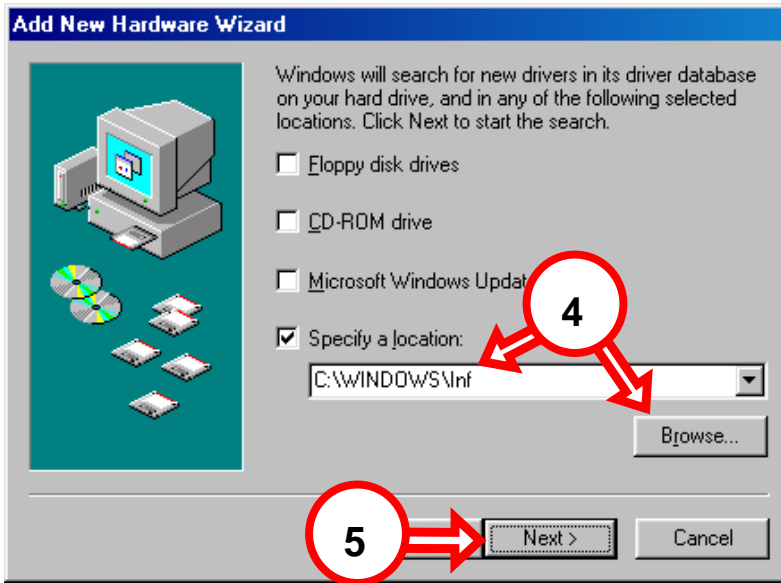 Add New Hardware Wizard
Windows will search for new drivers in its driver database
on your hard drive, and in any of the following selected
locations. Click Next to start the search.
Floppy disk drives
CD-ROM drive
Microsoft Windows Updat
4
Specify a location:
C:\WINDOWS\Inf
Browse...
5
Next >
Cancel